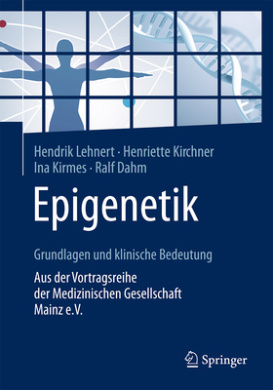 Hendrik Lehnert · Henriette Kirchner
Ina Kirmes · Ralf Dahm
Epigenetik
Grundlagen und klinische Bedeutung
Aus der Vortragsreihe
der Medizinischen Gesellschaft
Mainz e.V.
Springer